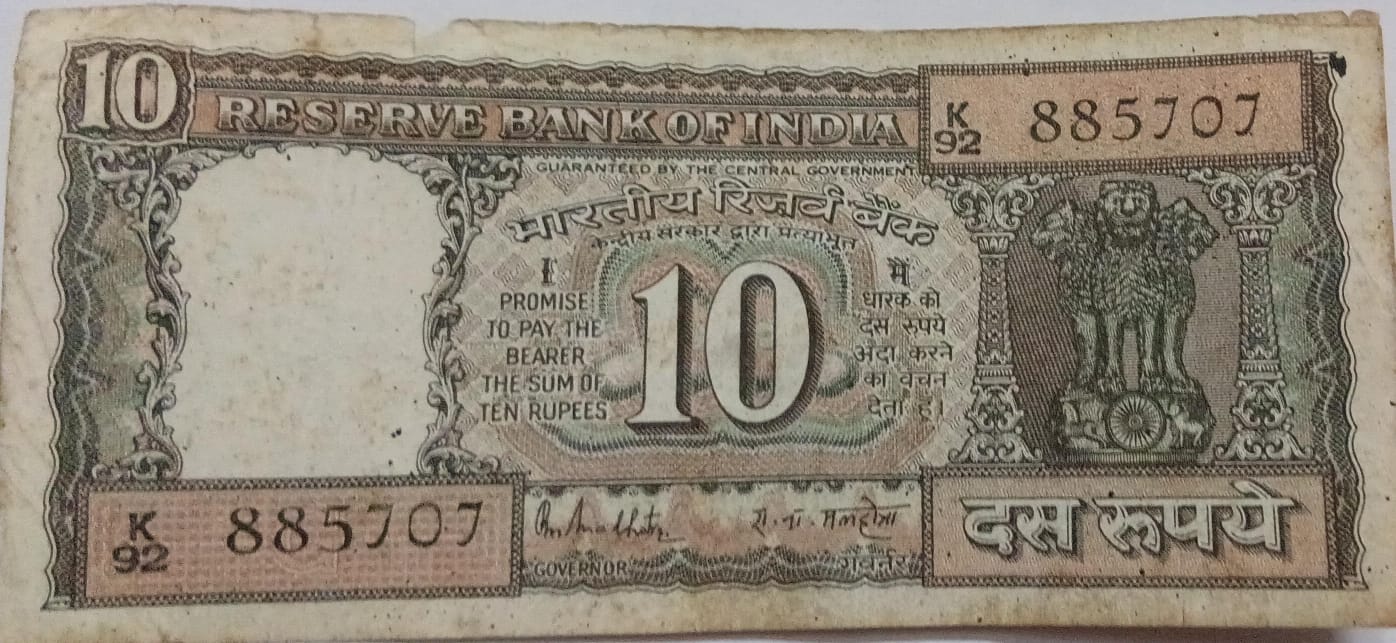 10
RESERVE BANK OF INDIA
K
92 885707
GUARANTEED BY THE CENTRAL GOVERNMENT
भारतीय रिज़र्व बैंक
केन्द्रीय सरकार द्वारा प्रत्याभूत
I
PROMISE
TO PAY THE
BEARER
THE SUM OF
TEN RUPEES
10
मैं
धारक को
दस रुपये
अदा करने
का वचन
देता हूँ।
K
92 885707
रा. ना. मलहोत्रा
GOVERNOR
गवर्नर
दस रूपये